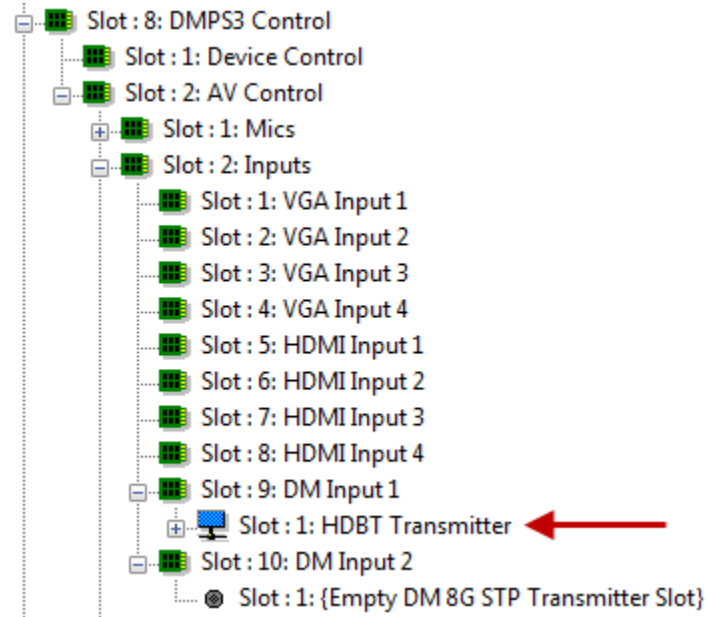 Slot : 8: DMPS3 Control
Slot : 1: Device Control
Slot : 2: AV Control
Slot : 1: Mics
Slot : 2: Inputs
Slot : 1: VGA Input 1
Slot : 2: VGA Input 2
Slot : 3: VGA Input 3
Slot : 4: VGA Input 4
Slot : 5: HDMI Input 1
Slot : 6: HDMI Input 2
Slot : 7: HDMI Input 3
Slot : 8: HDMI Input 4
Slot : 9: DM Input 1
Slot : 1: HDBT Transmitter
Slot : 10: DM Input 2
Slot : 1: {Empty DM 8G STP Transmitter Slot}